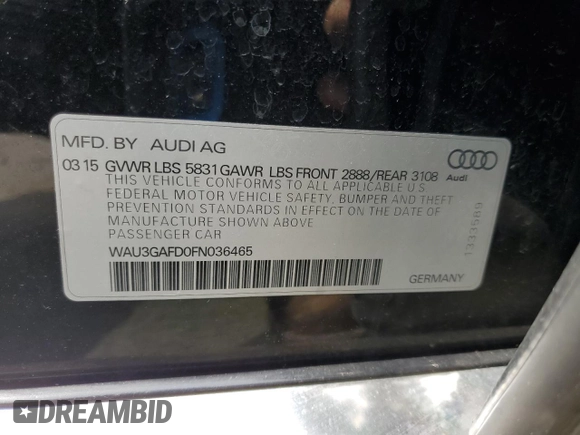 MFD. BY AUDI AG
03 15 GVWR LBS 5831 GAWR LBS FRONT 2888/REAR 3108
THIS VEHICLE CONFORMS TO ALL APPLICABLE U.S.
FEDERAL MOTOR VEHICLE SAFETY, BUMPER AND THEFT
PREVENTION STANDARDS IN EFFECT ON THE DATE OF
MANUFACTURE SHOWN ABOVE
PASSENGER CAR
WAU3GAFD0FN036465
GERMANY
Audi
1333589
DREAMBID